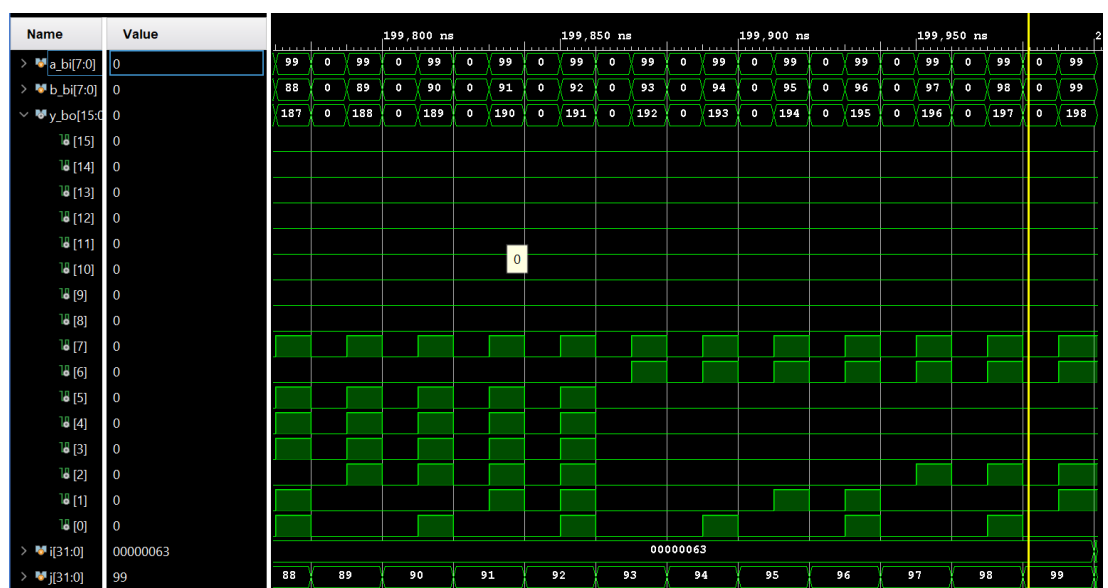 Name Value
199,800 ns 199,850 ns 199,900 ns 199,950 ns 2
a_bi[7:0] 0 99 0 99 0 99 0 99 0 99 0 99 0 99 0 99 0 99 0 99 0 99 0 99
b_bi[7:0] 0 88 0 89 0 90 0 91 0 92 0 93 0 94 0 95 0 96 0 97 0 98 0 99
y_bo[15:0 0 187 0 188 0 189 0 190 0 191 0 192 0 193 0 194 0 195 0 196 0 197 0 198
[15] 0
[14] 0
[13] 0
[12] 0
[11] 0
0
[10] 0
[9] 0
[8] 0
[7] 0
[6] 0
[5] 0
[4] 0
[3] 0
[2] 0
[1] 0
[0] 0
i[31:0] 00000063 00000063
j[31:0] 99 88 89 90 91 92 93 94 95 96 97 98 99